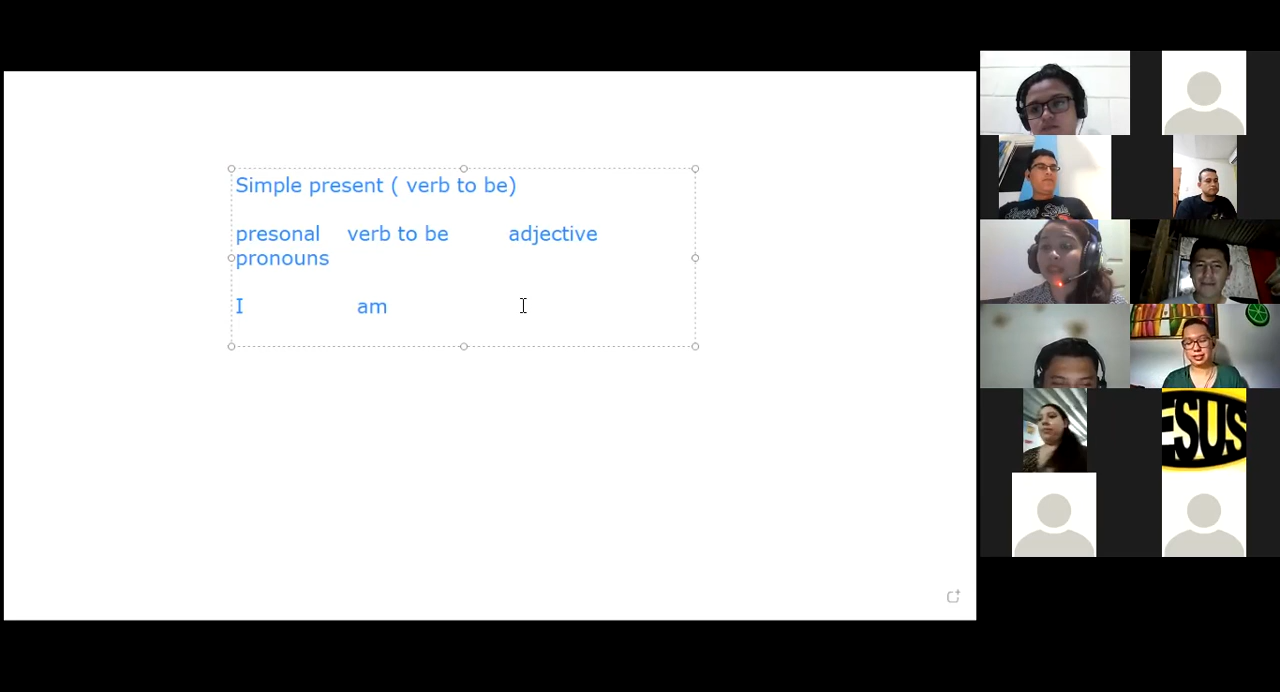 Simple present ( verb to be)
presonal verb to be adjective
pronouns
I am
ESUS